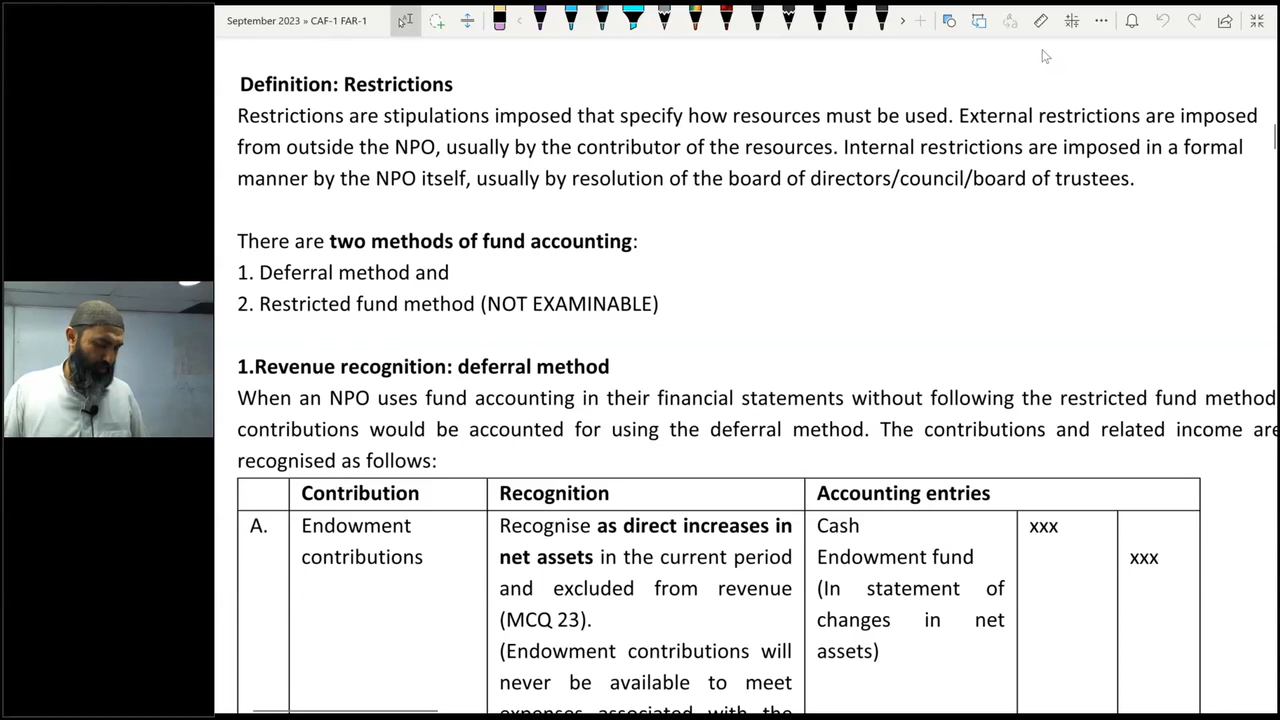 September 2023 » CAF-1 FAR-1
Definition: Restrictions
Restrictions are stipulations imposed that specify how resources must be used. External restrictions are imposed
from outside the NPO, usually by the contributor of the resources. Internal restrictions are imposed in a formal
manner by the NPO itself, usually by resolution of the board of directors/council/board of trustees.
There are two methods of fund accounting:
1. Deferral method and
2. Restricted fund method (NOT EXAMINABLE)
1.Revenue recognition: deferral method
When an NPO uses fund accounting in their financial statements without following the restricted fund method
contributions would be accounted for using the deferral method. The contributions and related income are
recognised as follows:
Contribution Recognition Accounting entries
A. Endowment Recognise as direct increases in Cash xxx
contributions net assets in the current period Endowment fund xxx
and excluded from revenue (In statement of
(MCQ 23). changes in net
(Endowment contributions will assets)
never be available to meet
expenses associated with the